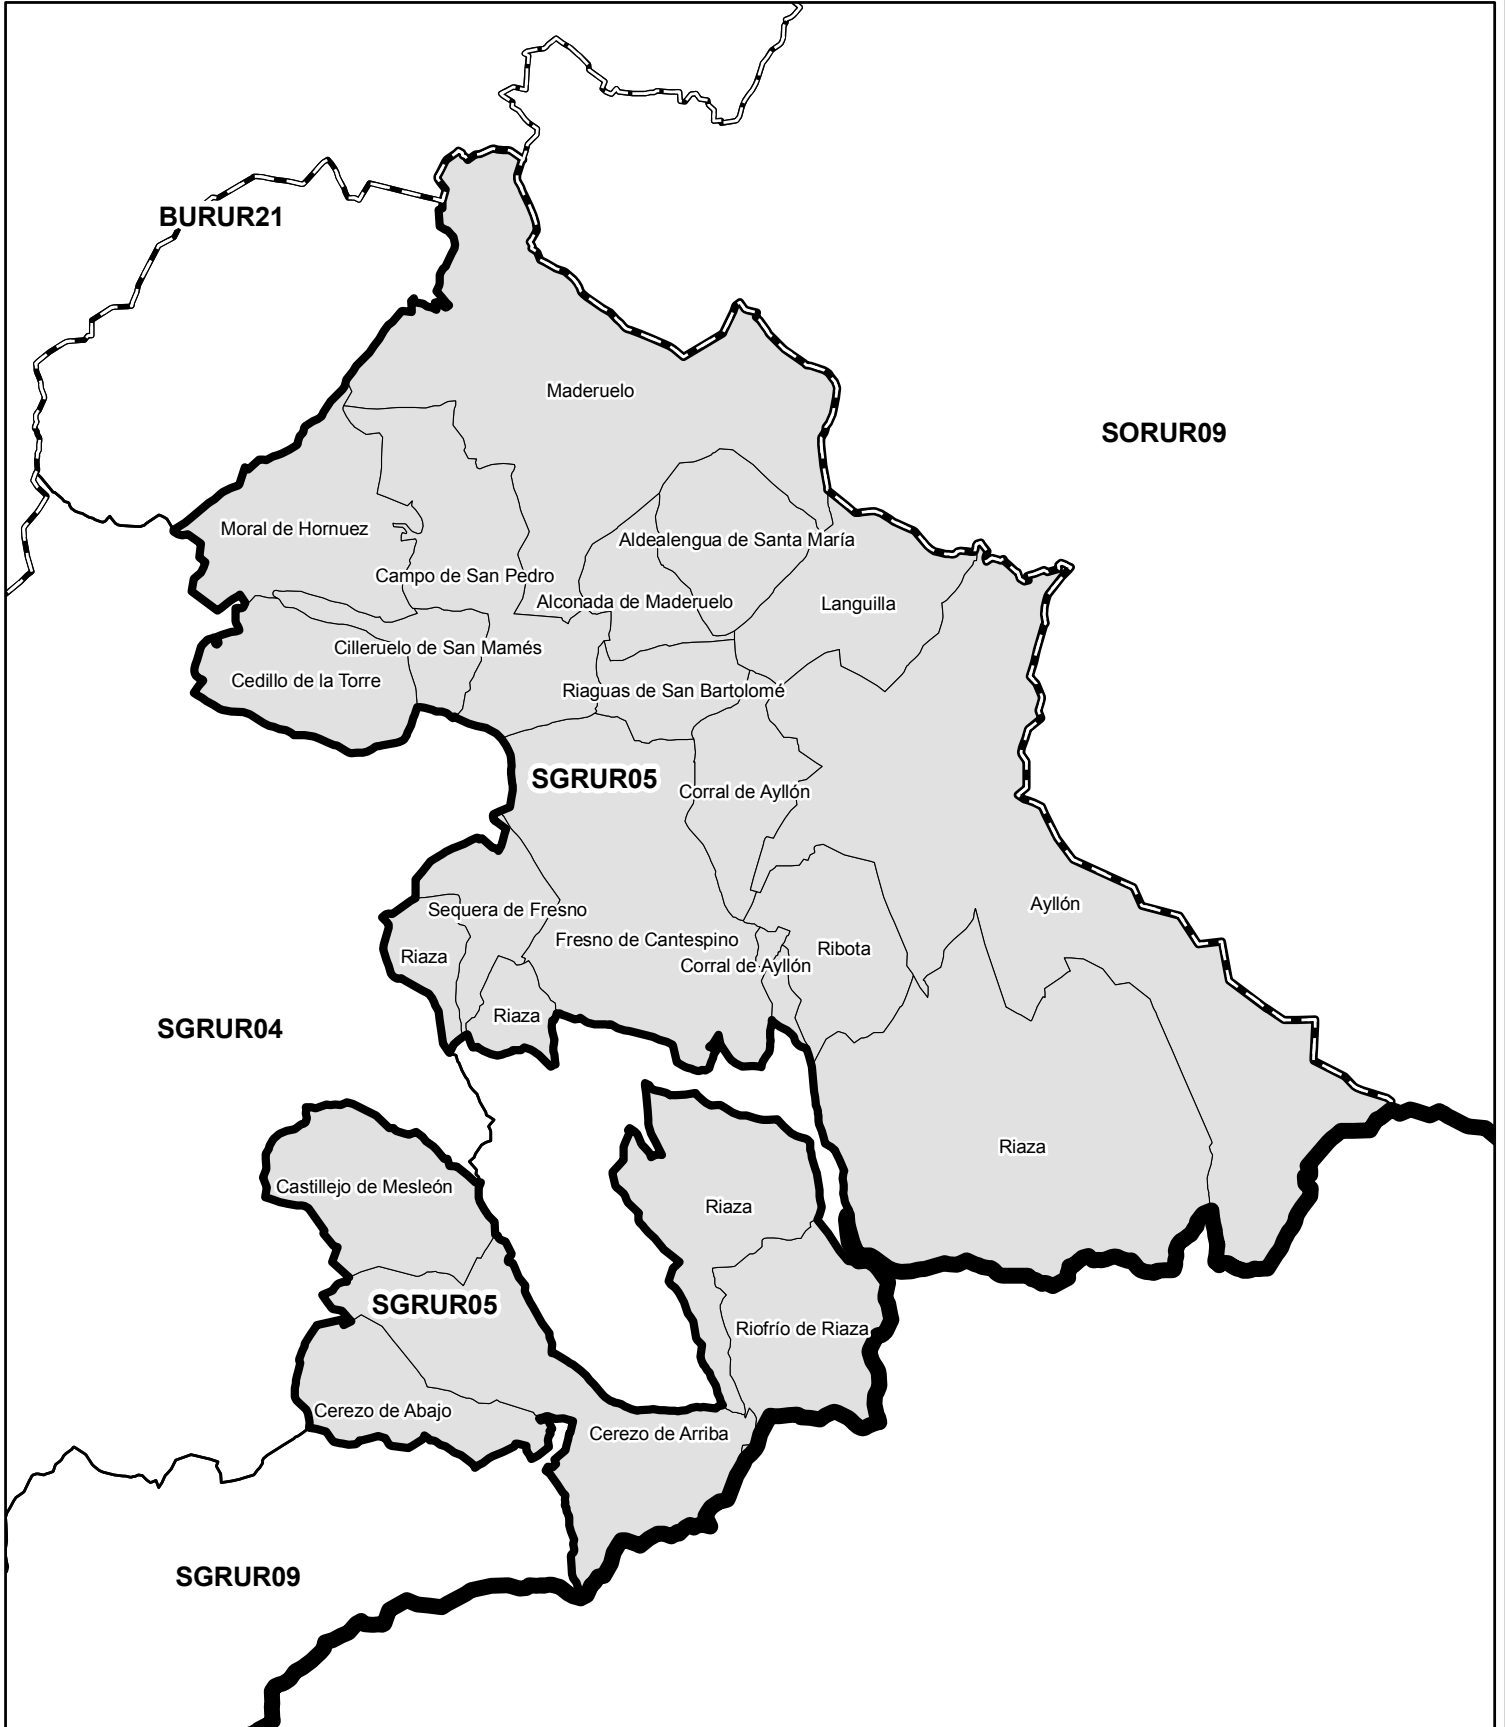 BURUR21
Maderuelo
SORUR09
Moral de Hornuez
Aldealengua de Santa María
Campo de San Pedro
Alconada de Maderuelo
Languilla
Cilleruelo de San Mamés
Cedillo de la Torre
Riaguas de San Bartolomé
SGRUR05
Corral de Ayllón
Ayllón
Sequera de Fresno
Fresno de Cantespino
Ribota
Riaza
Corral de Ayllón
Riaza
SGRUR04
Riaza
Castillejo de Mesleón
Riaza
SGRUR05
Riofrío de Riaza
Cerezo de Abajo
Cerezo de Arriba
SGRUR09